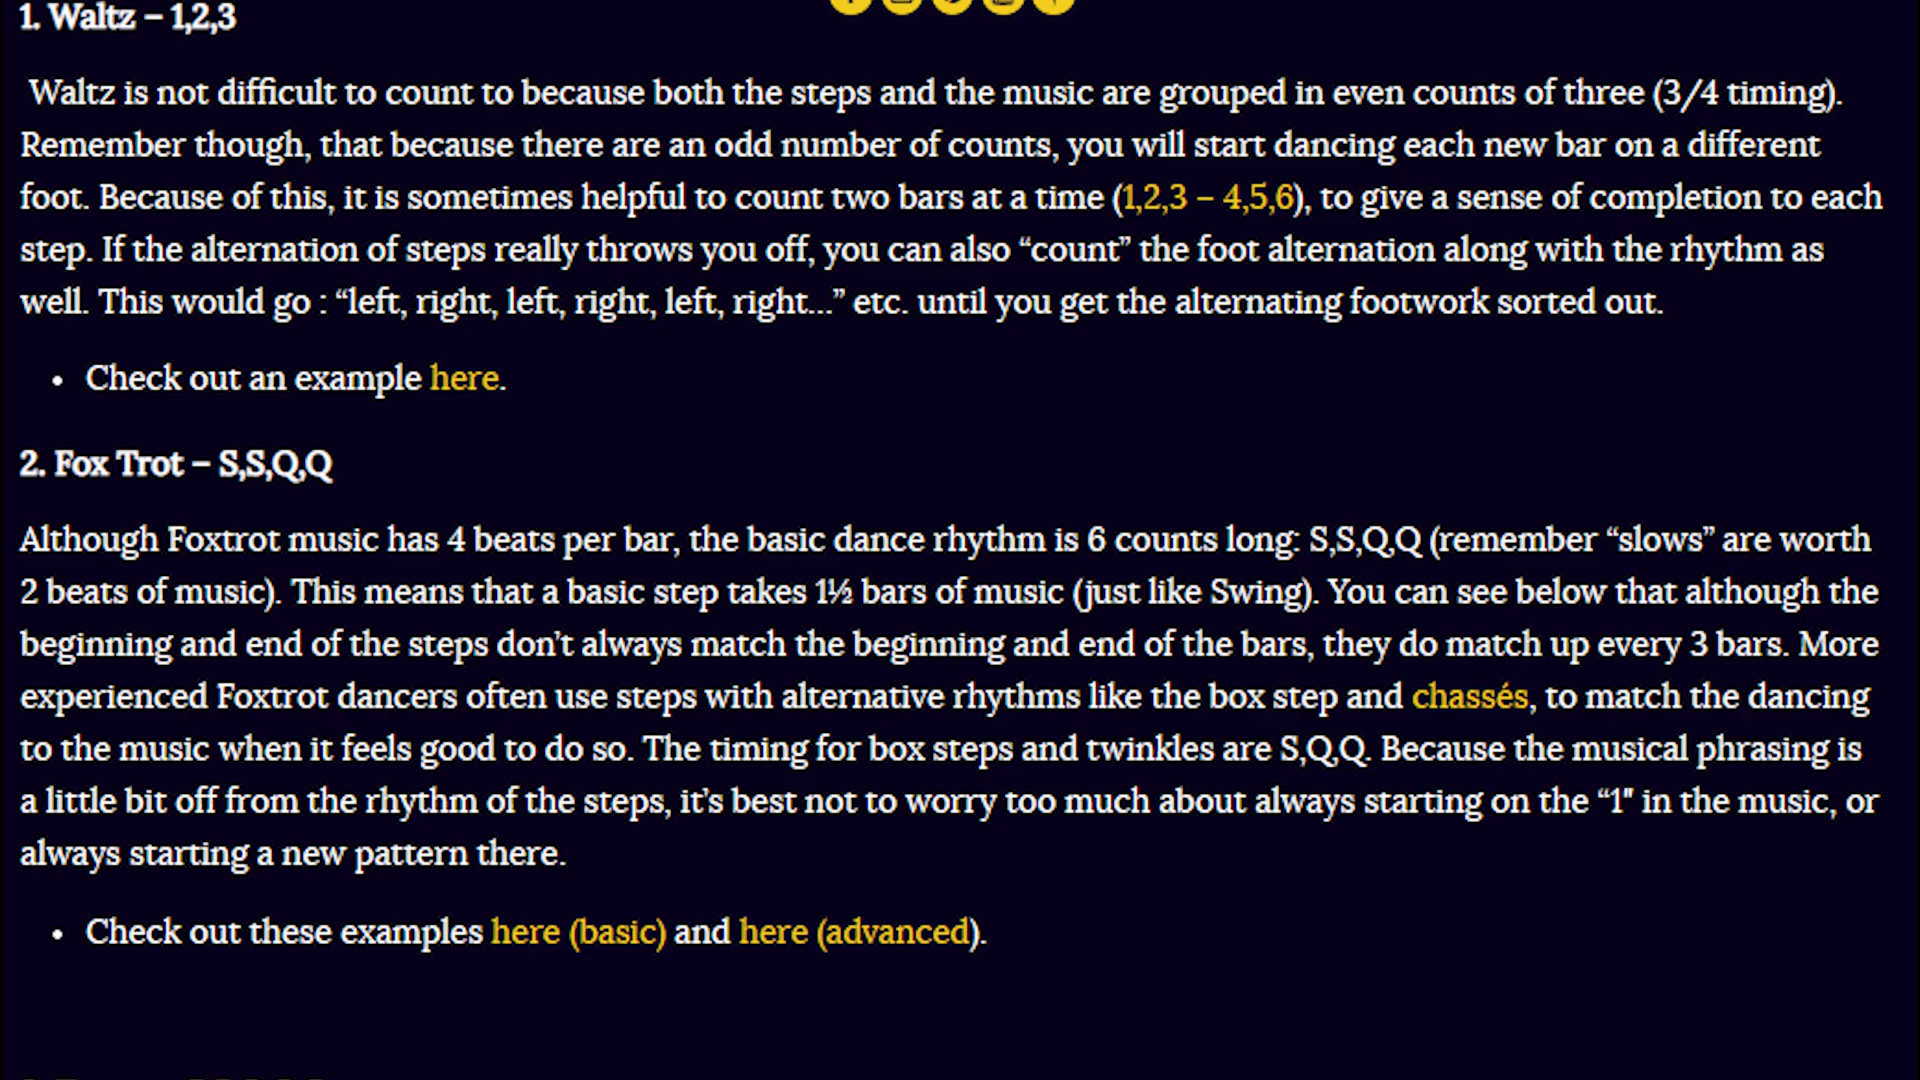 1. Waltz – 1,2,3
Waltz is not difficult to count to because both the steps and the music are grouped in even counts of three (3/4 timing).
Remember though, that because there are an odd number of counts, you will start dancing each new bar on a different
foot. Because of this, it is sometimes helpful to count two bars at a time (1,2,3 – 4,5,6), to give a sense of completion to each
step. If the alternation of steps really throws you off, you can also “count” the foot alternation along with the rhythm as
well. This would go : “left, right, left, right, left, right…” etc. until you get the alternating footwork sorted out.
• Check out an example here.
2. Fox Trot – S,S,Q,Q
Although Foxtrot music has 4 beats per bar, the basic dance rhythm is 6 counts long: S,S,Q,Q (remember “slows” are worth
2 beats of music). This means that a basic step takes 1½ bars of music (just like Swing). You can see below that although the
beginning and end of the steps don’t always match the beginning and end of the bars, they do match up every 3 bars. More
experienced Foxtrot dancers often use steps with alternative rhythms like the box step and chassés, to match the dancing
to the music when it feels good to do so. The timing for box steps and twinkles are S,Q,Q. Because the musical phrasing is
a little bit off from the rhythm of the steps, it’s best not to worry too much about always starting on the “1″ in the music, or
always starting a new pattern there.
• Check out these examples here (basic) and here (advanced).